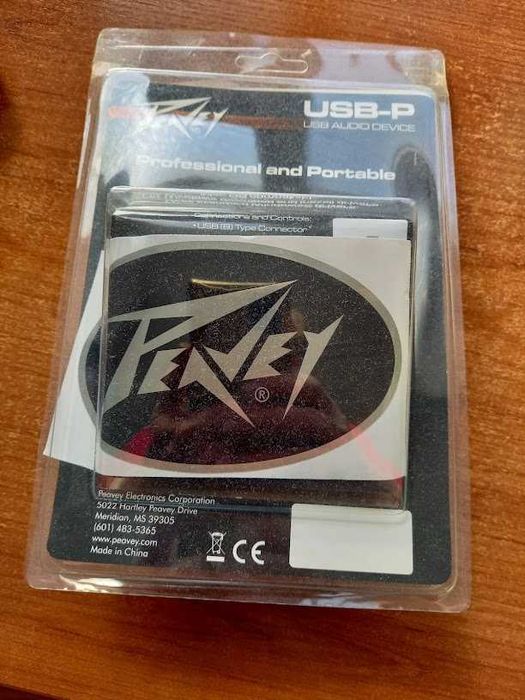 PEAVEY
USB-P
USB AUDIO DEVICE
Professional and Portable
Connections and Controls:
• USB (B) Type Connector
PEAVEY
®
Peavey Electronics Corporation
5022 Hartley Peavey Drive
Meridian, MS 39305
(601) 483-5365
www.peavey.com
Made in China
CE